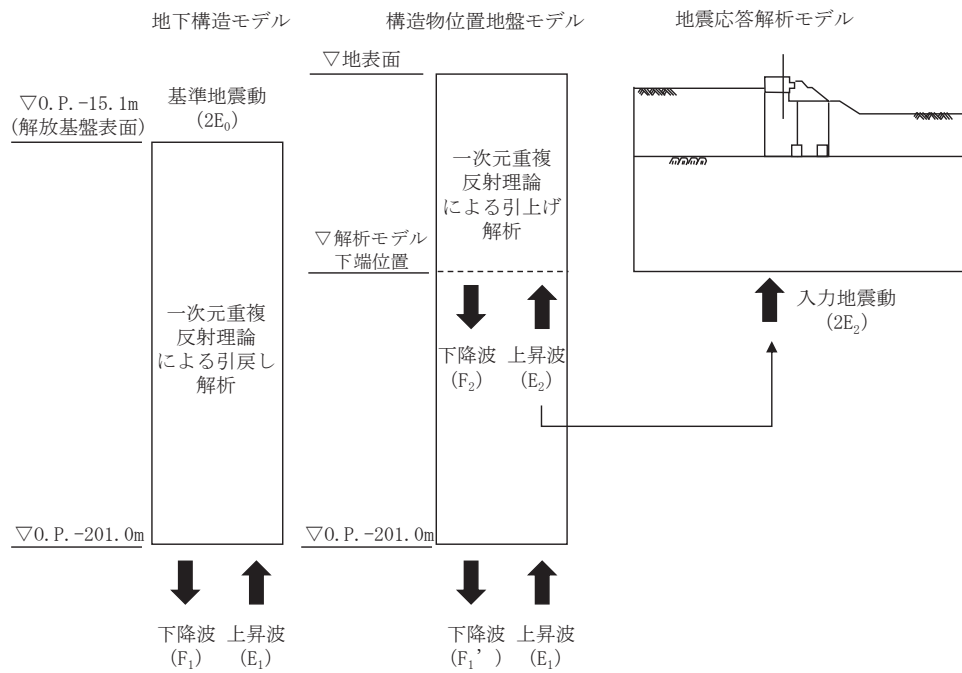 地下構造モデル
▽O.P.-15.1m
(解放基盤表面)
基準地震動
(2E₀)
一次元重複
反射理論
による引戻し
解析
▽O.P.-201.0m
下降波
(F₁)
上昇波
(E₁)
構造物位置地盤モデル
▽地表面
一次元重複
反射理論
による引上げ
解析
▽解析モデル
下端位置
下降波
(F₂)
上昇波
(E₂)
▽O.P.-201.0m
下降波
(F₁’)
上昇波
(E₁)
地震応答解析モデル
入力地震動
(2E₂)